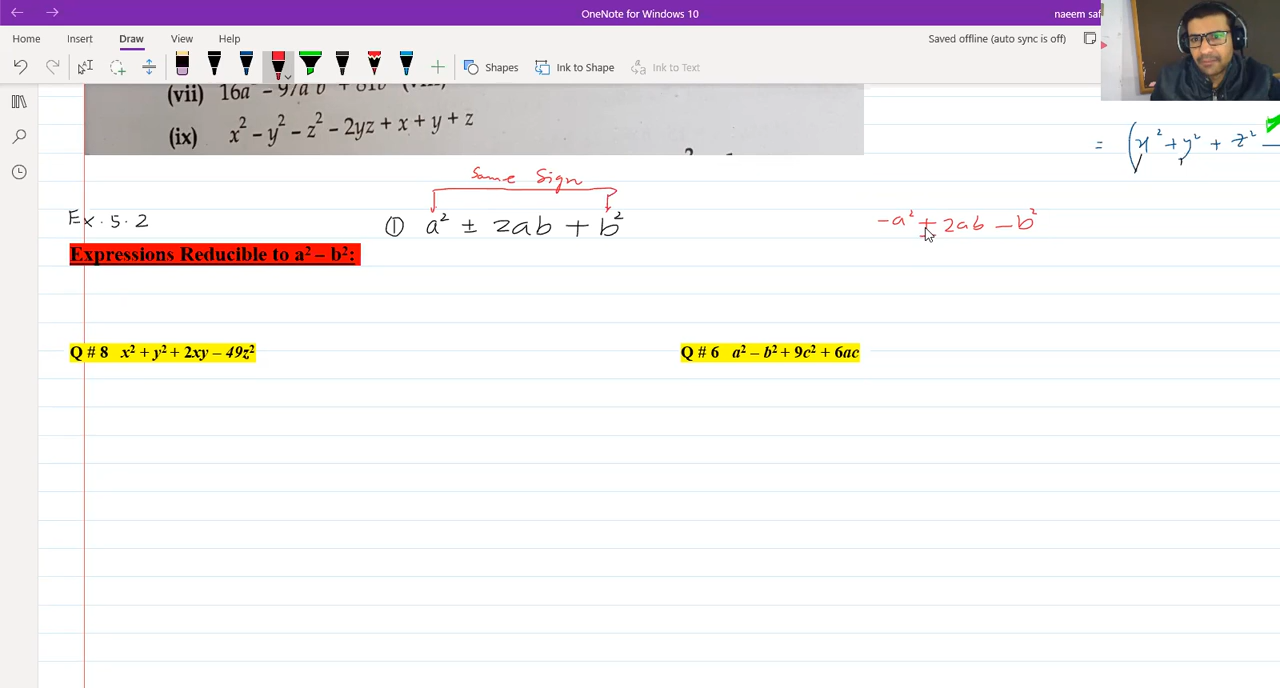 OneNote for Windows 10
naeem saf
Home Insert Draw View Help
Saved offline (auto sync is off)
Shapes Ink to Shape Ink to Text
(vii) 16a
(ix) x² – y² – z² – 2yz + x + y + z
= (x² + y² + z²
Same Sign
Ex. 5.2
① a² ± 2ab + b²
-a² ± 2ab – b²
Expressions Reducible to a² – b²:
Q # 8 x² + y² + 2xy – 49z²
Q # 6 a² – b² + 9c² + 6ac